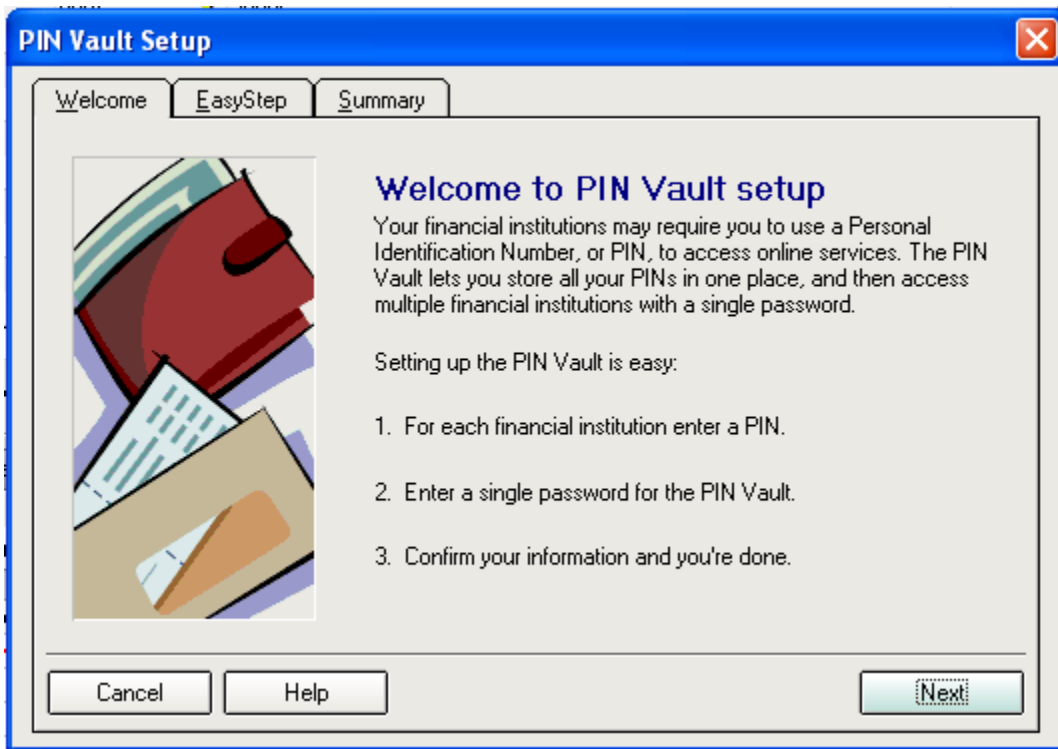 PIN Vault Setup
Welcome EasyStep Summary
Welcome to PIN Vault setup
Your financial institutions may require you to use a Personal
Identification Number, or PIN, to access online services. The PIN
Vault lets you store all your PINs in one place, and then access
multiple financial institutions with a single password.
Setting up the PIN Vault is easy:
1. For each financial institution enter a PIN.
2. Enter a single password for the PIN Vault.
3. Confirm your information and you're done.
Cancel Help Next